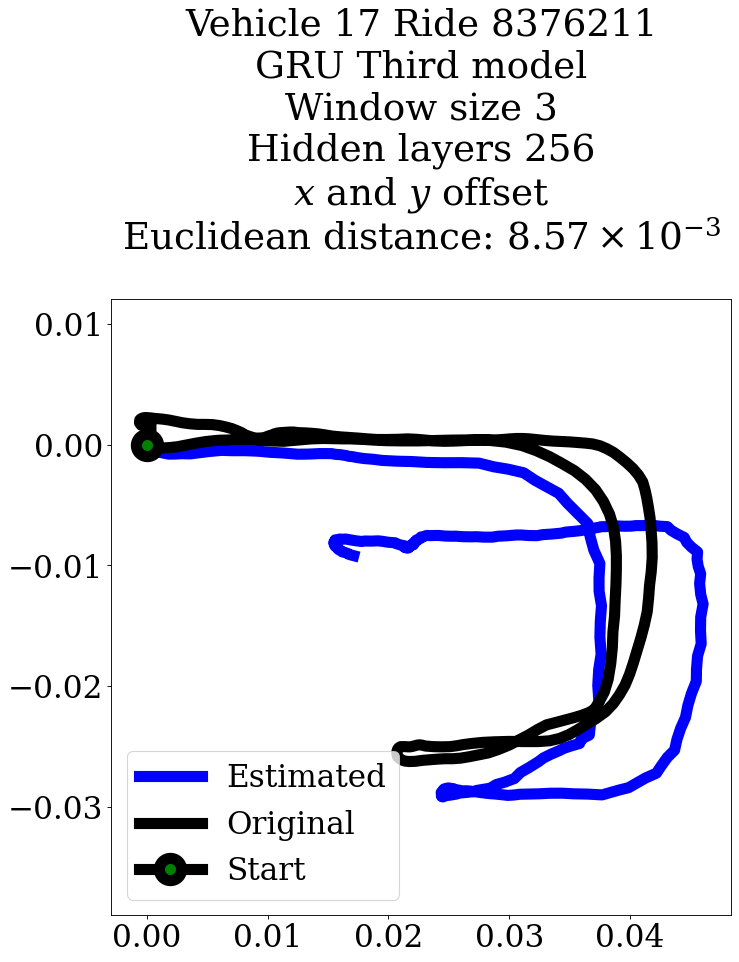 Vehicle 17 Ride 8376211
GRU Third model
Window size 3
Hidden layers 256
x and y offset
Euclidean distance: 8.57 × 10⁻³
0.01
0.00
−0.01
−0.02
−0.03
Estimated
Original
Start
0.00 0.01 0.02 0.03 0.04